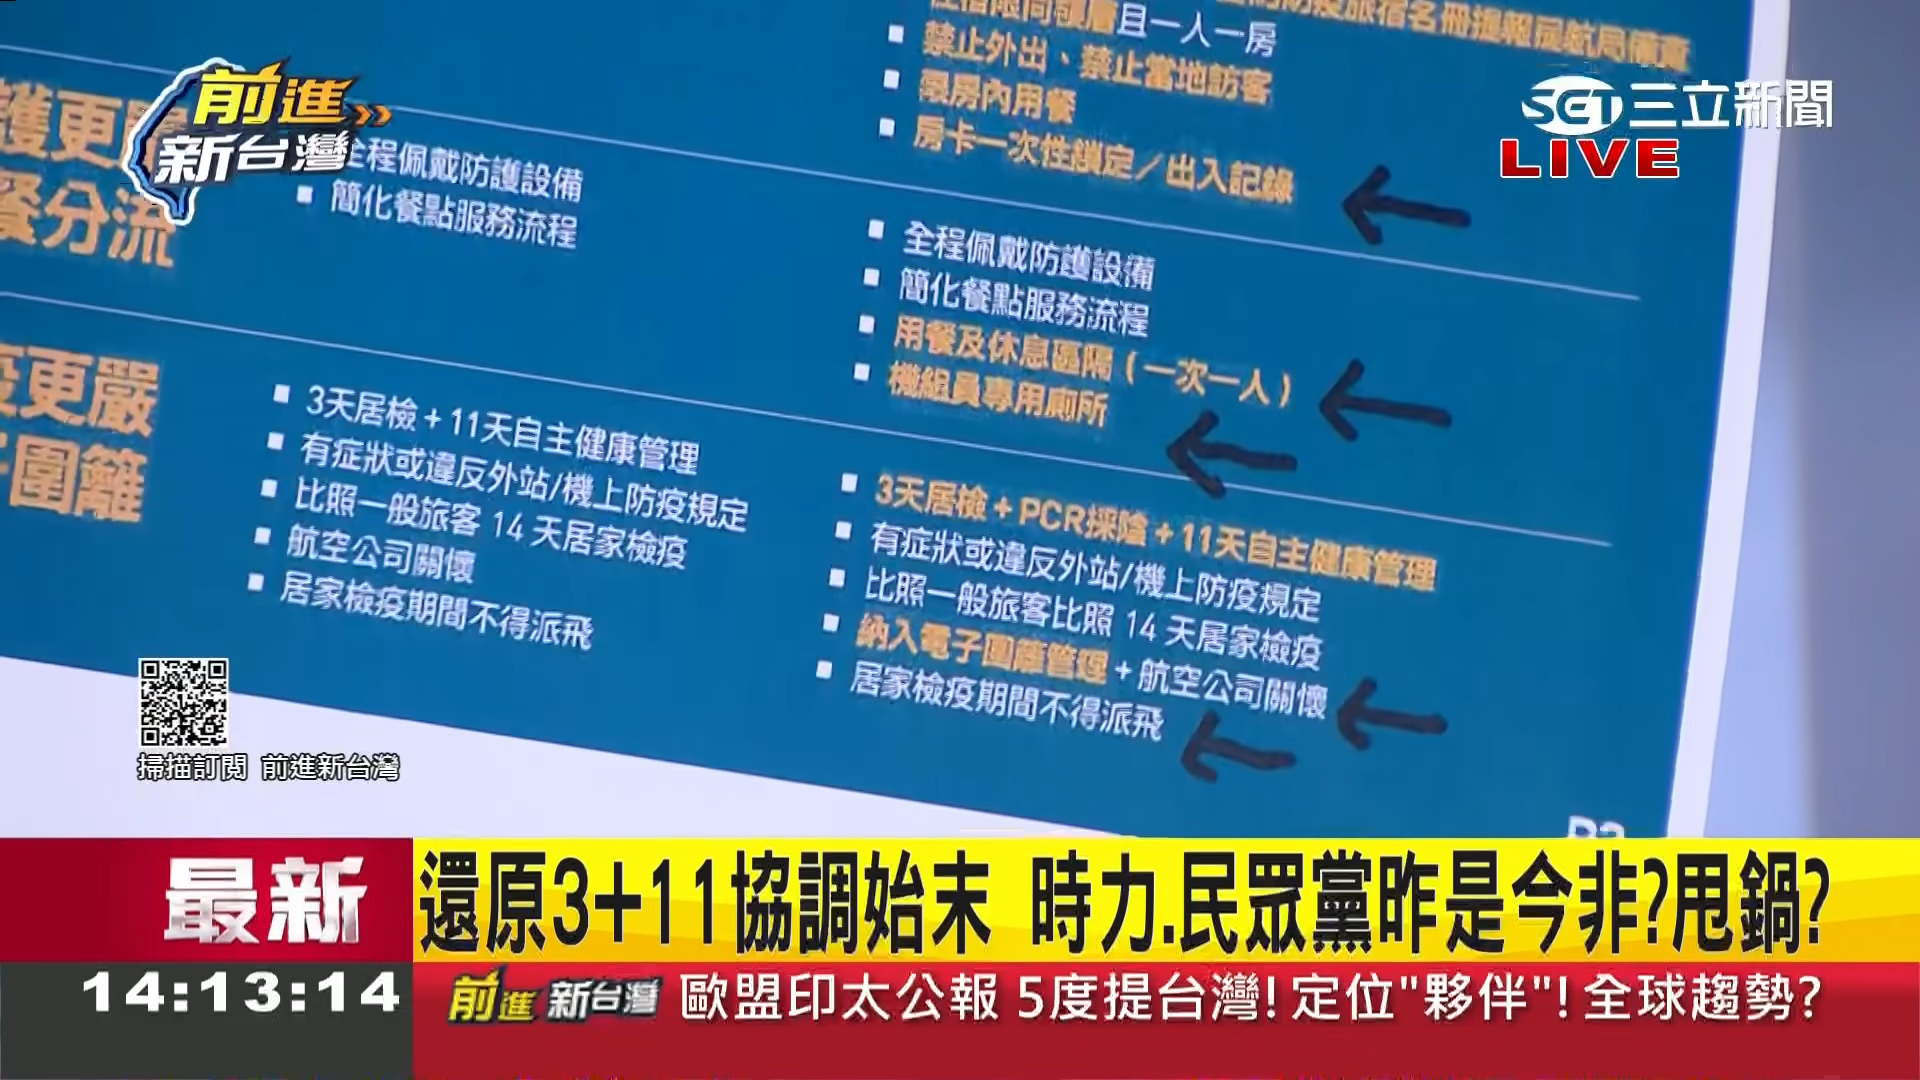 且一人一房
禁止外出、禁止當地訪客
房內用餐
房卡一次性鎖定/出入記錄
前進
新台灣
SET三立新聞
LIVE
護更
餐分流
全程佩戴防護設備
簡化餐點服務流程
全程佩戴防護設備
簡化餐點服務流程
用餐及休息區隔(一次一人)
機組員專用廁所
更嚴
圍籬
3天居檢+11天自主健康管理
有症狀或違反外站/機上防疫規定
比照一般旅客 14 天居家檢疫
航空公司關懷
居家檢疫期間不得派飛
3天居檢+PCR採+11天自主健康管理
有症狀或違反外站/機上防疫規定
比照一般旅客比照 14 天居家檢疫
納入電子圍籬管理+航空公司關懷
居家檢疫期間不得派飛
掃描訂閱 前進新台灣
最新
還原3+11協調始末 時力.民眾黨昨是今非?甩鍋?
14:13:14
前進新台灣
歐盟印太公報 5度提台灣!定位"夥伴"!全球趨勢?